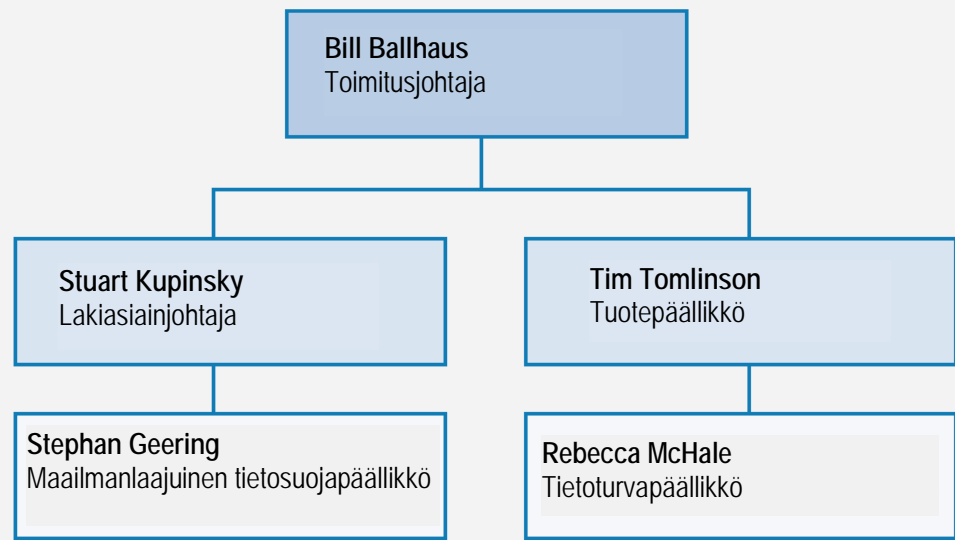 Bill Ballhaus
Toimitusjohtaja
Stuart Kupinsky
Lakiasiainjohtaja
Tim Tomlinson
Tuotepäällikkö
Stephan Geering
Maailmanlaajuinen tietosuojapäällikkö
Rebecca McHale
Tietoturvapäällikkö